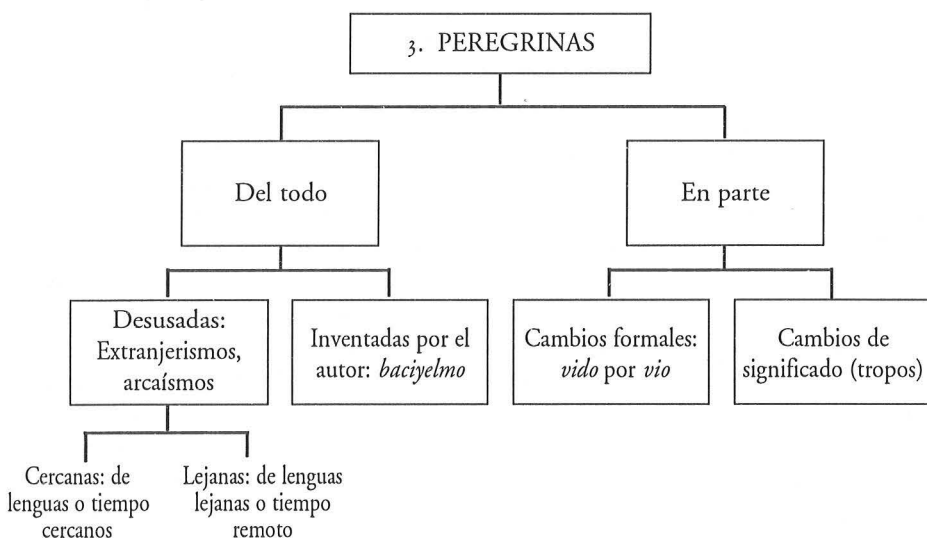 3. PEREGRINAS
Del todo
En parte
Desusadas:
Extranjerismos,
arcaísmos
Inventadas por el
autor: baciyelmo
Cambios formales:
vido por vio
Cambios de
significado (tropos)
Cercanas: de
lenguas o tiempo
cercanos
Lejanas: de lenguas
lejanas o tiempo
remoto